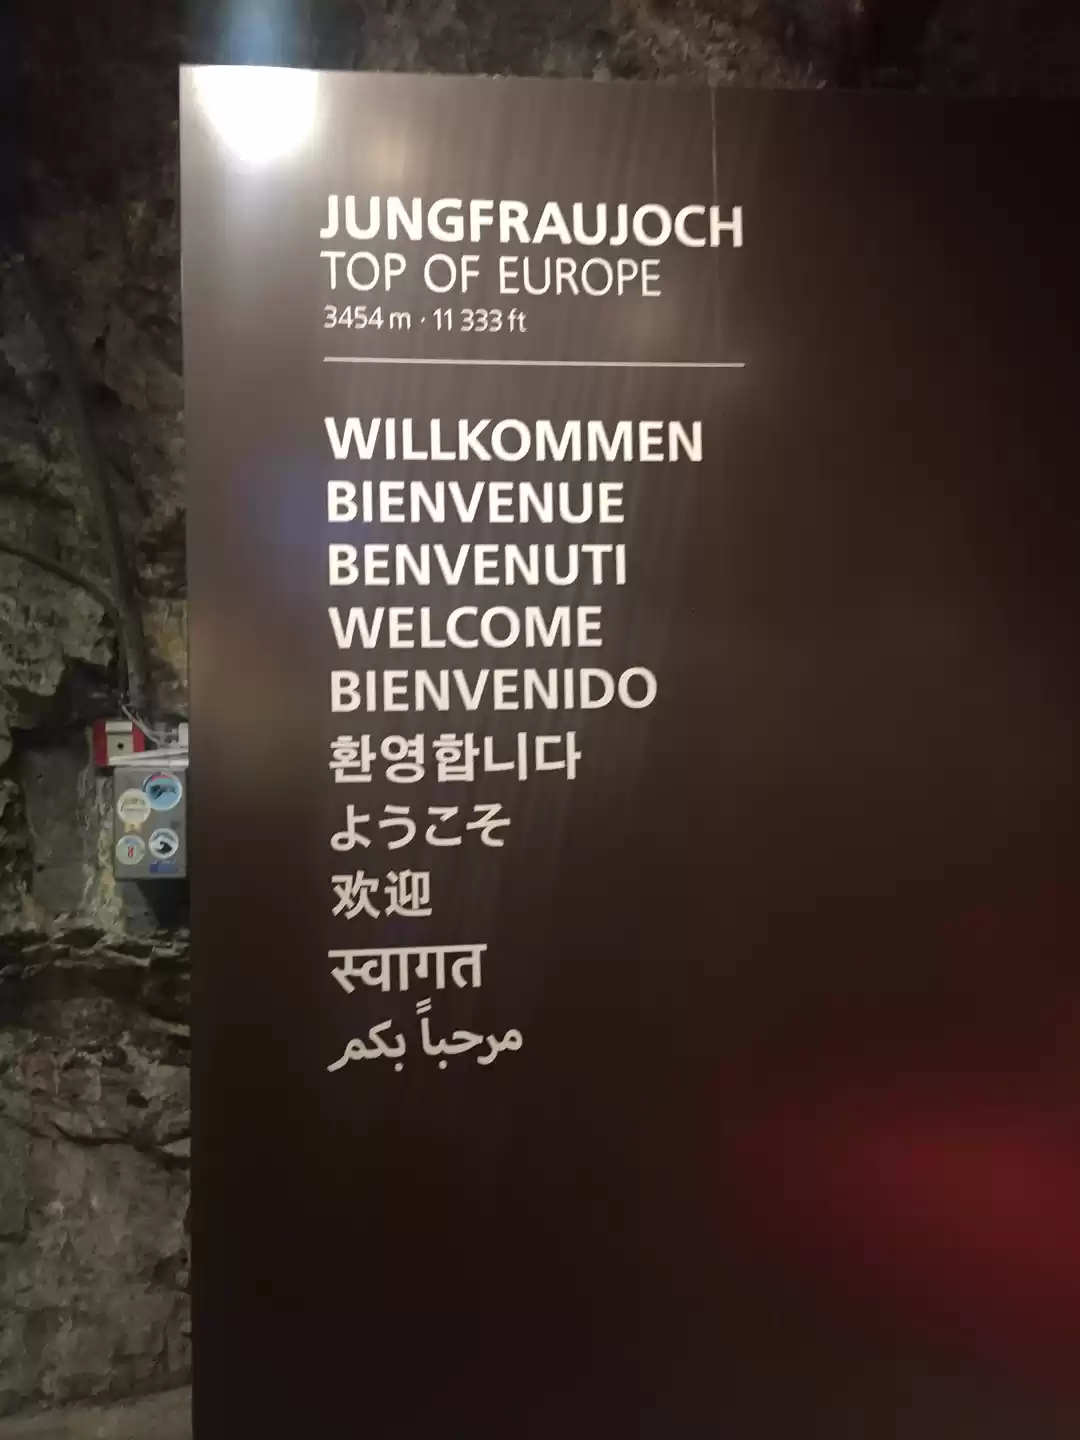 JUNGFRAUJOCH
TOP OF EUROPE
3454 m · 11 333 ft
WILLKOMMEN
BIENVENUE
BENVENUTI
WELCOME
BIENVENIDO
환영합니다
ようこそ
欢迎
स्वागत
مرحباً بكم